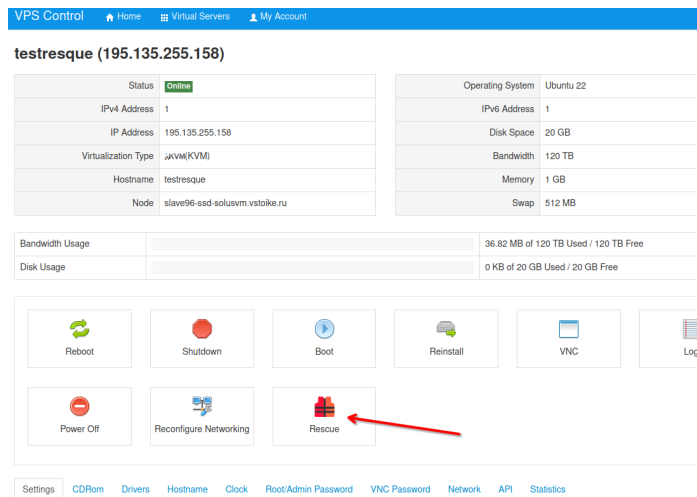 VPS Control Home Virtual Servers My Account
testresque (195.135.255.158)
Status Online
IPv4 Address 1
IP Address 195.135.255.158
Virtualization Type KVM(KVM)
Hostname testresque
Node slave96-ssd-solusvm.vstoike.ru
Operating System Ubuntu 22
IPv6 Address 1
Disk Space 20 GB
Bandwidth 120 TB
Memory 1 GB
Swap 512 MB
Bandwidth Usage 36.82 MB of 120 TB Used / 120 TB Free
Disk Usage 0 KB of 20 GB Used / 20 GB Free
Reboot Shutdown Boot Reinstall VNC Log
Power Off Reconfigure Networking Rescue
Settings CDRom Drivers Hostname Clock Root/Admin Password VNC Password Network API Statistics